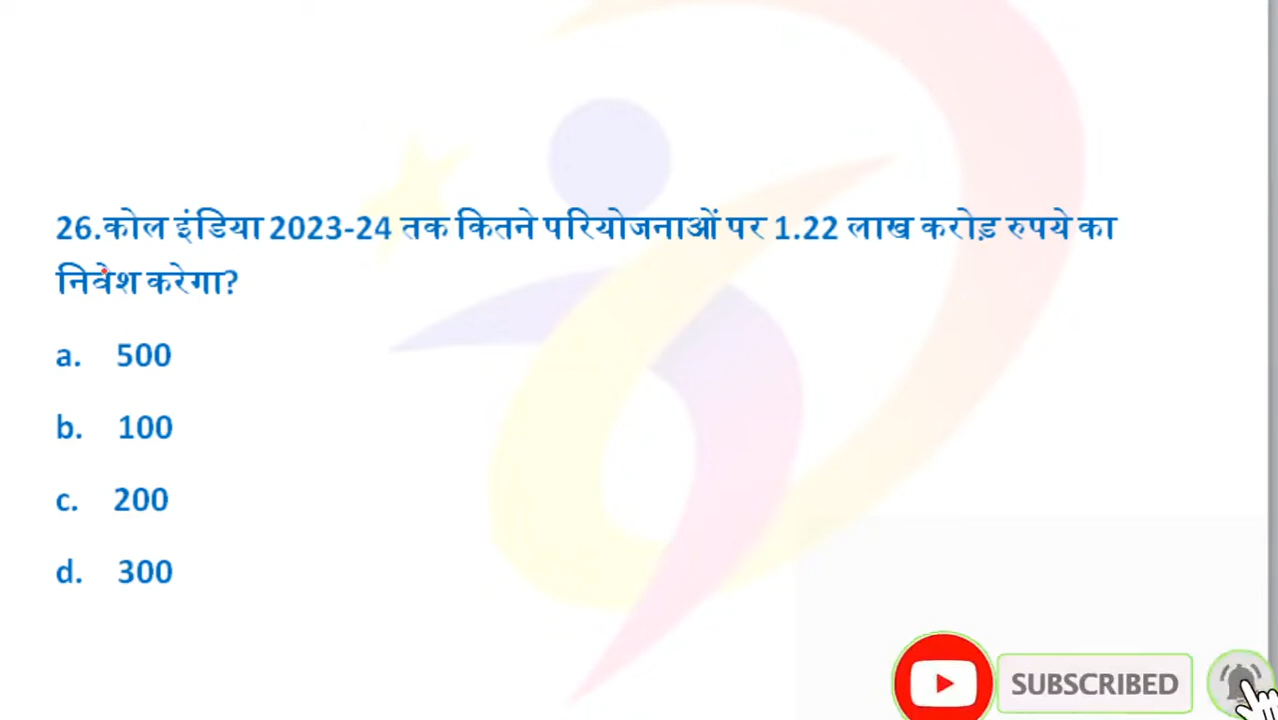 26.कोल इंडिया 2023-24 तक कितने परियोजनाओं पर 1.22 लाख करोड़ रुपये का
निवेश करेगा?
a. 500
b. 100
c. 200
d. 300
SUBSCRIBED